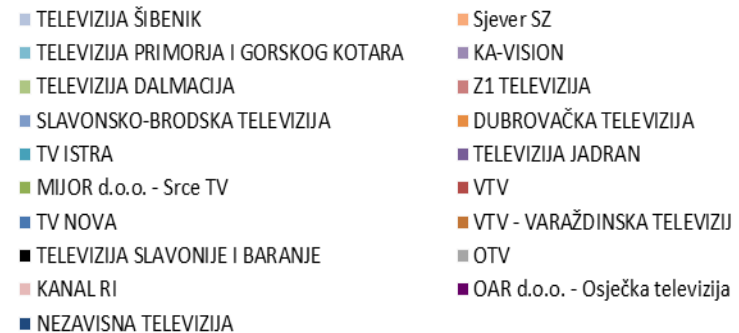 TELEVIZIJA ŠIBENIK
TELEVIZIJA PRIMORJA I GORSKOG KOTARA
TELEVIZIJA DALMACIJA
SLAVONSKO-BRODSKA TELEVIZIJA
TV ISTRA
MIJOR d.o.o. - Srce TV
TV NOVA
TELEVIZIJA SLAVONIJE I BARANJE
KANAL RI
NEZAVISNA TELEVIZIJA
Sjever SZ
KA-VISION
Z1 TELEVIZIJA
DUBROVAČKA TELEVIZIJA
TELEVIZIJA JADRAN
VTV
VTV - VARAŽDINSKA TELEVIZIJ
OTV
OAR d.o.o. - Osječka televizija